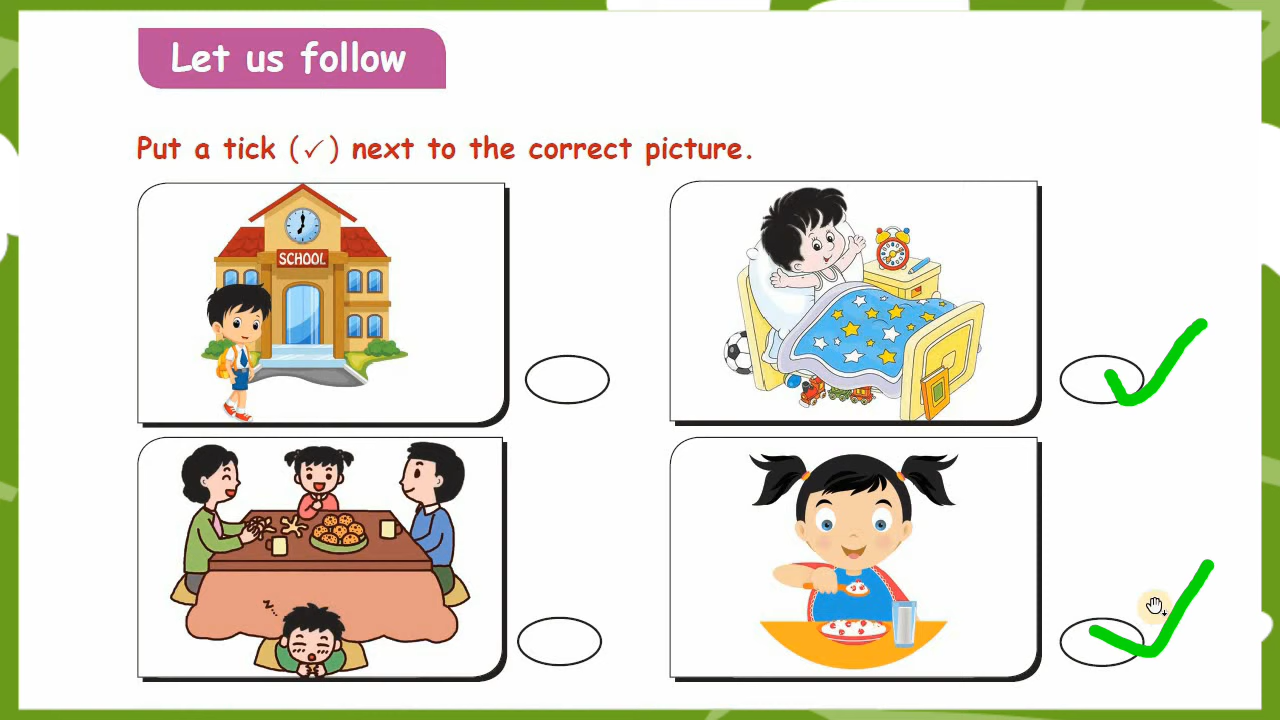 Let us follow
Put a tick (✓) next to the correct picture.
SCHOOL
z z...